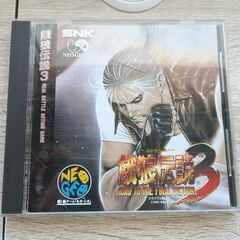 餓狼伝説3 REAL BATTLE ACTION GAME
SNK
NEO・GEO
餓狼伝説3
ROAD TO THE FINAL VICTORY
NEO
GEO